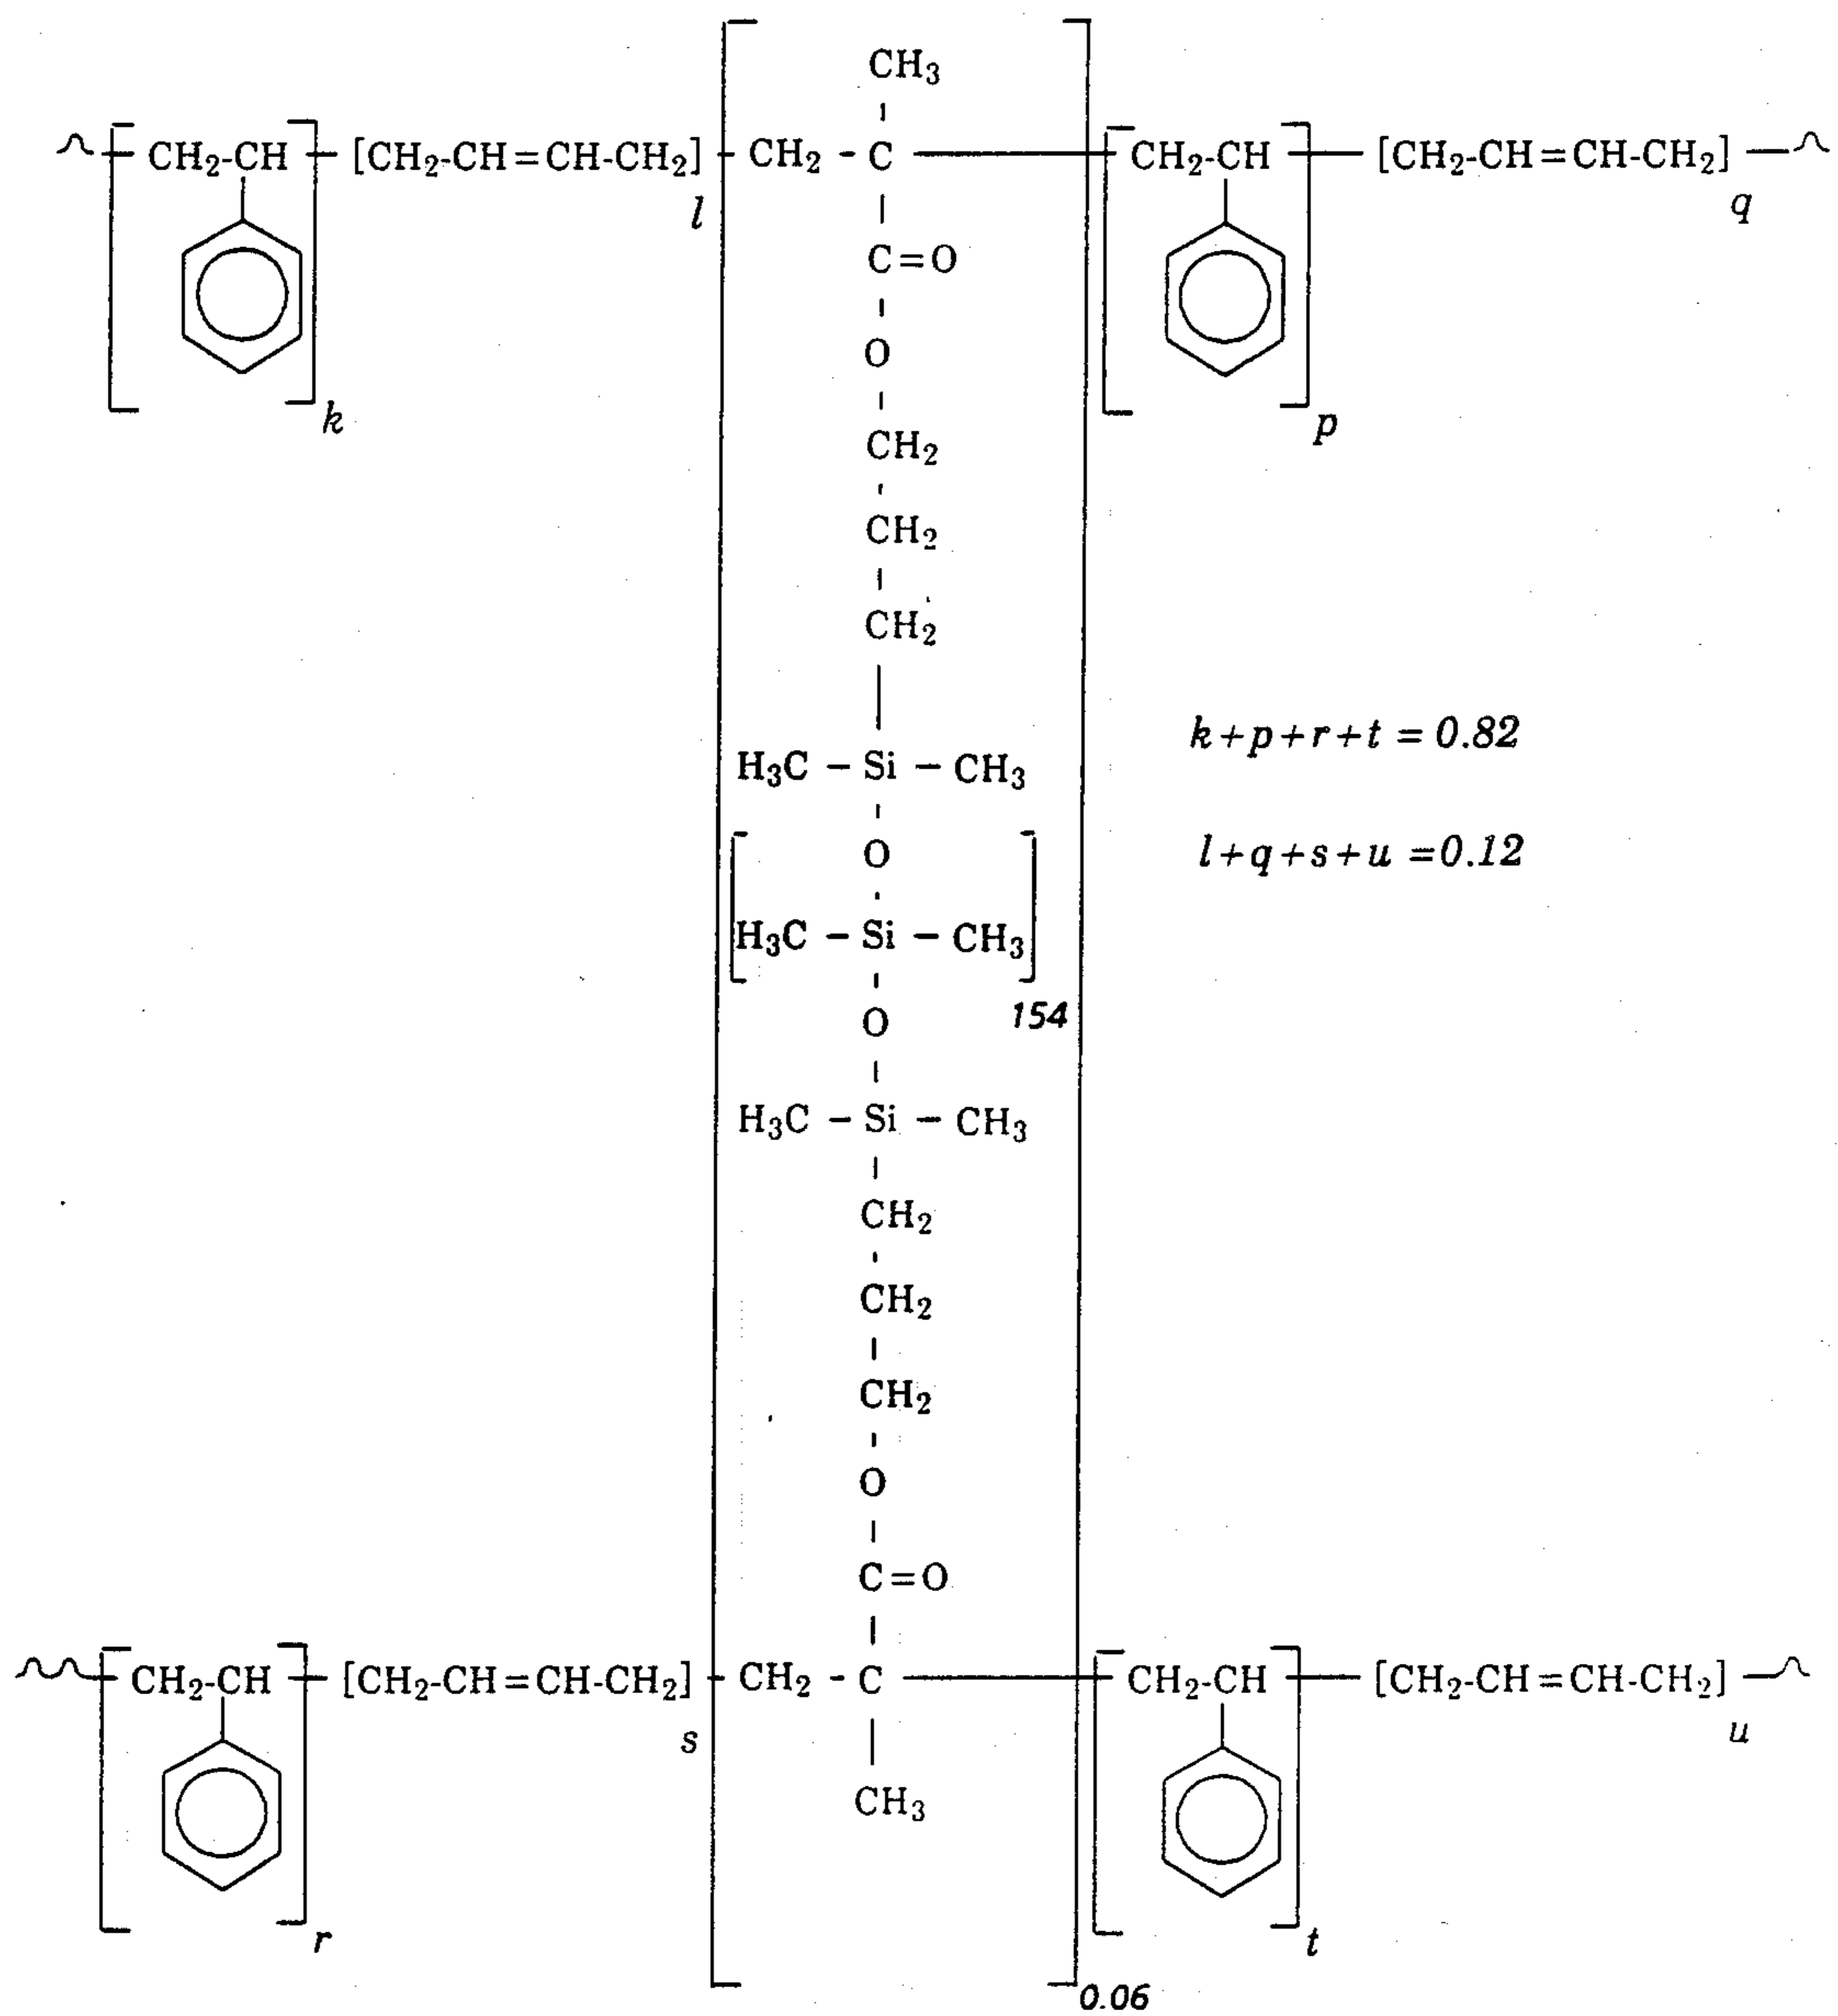 CH3
CH2-CH [CH2-CH=CH-CH2] CH2 - C CH2-CH [CH2-CH=CH-CH2]
l q
C=O
O
k p
CH2
CH2
CH2
k+p+r+t = 0.82
H3C - Si - CH3
O
l+q+s+u =0.12
H3C - Si - CH3
154
O
H3C - Si - CH3
CH2
CH2
CH2
O
C=O
CH2-CH [CH2-CH=CH-CH2] CH2 - C CH2-CH [CH2-CH=CH-CH2]
s u
CH3
r t
0.06